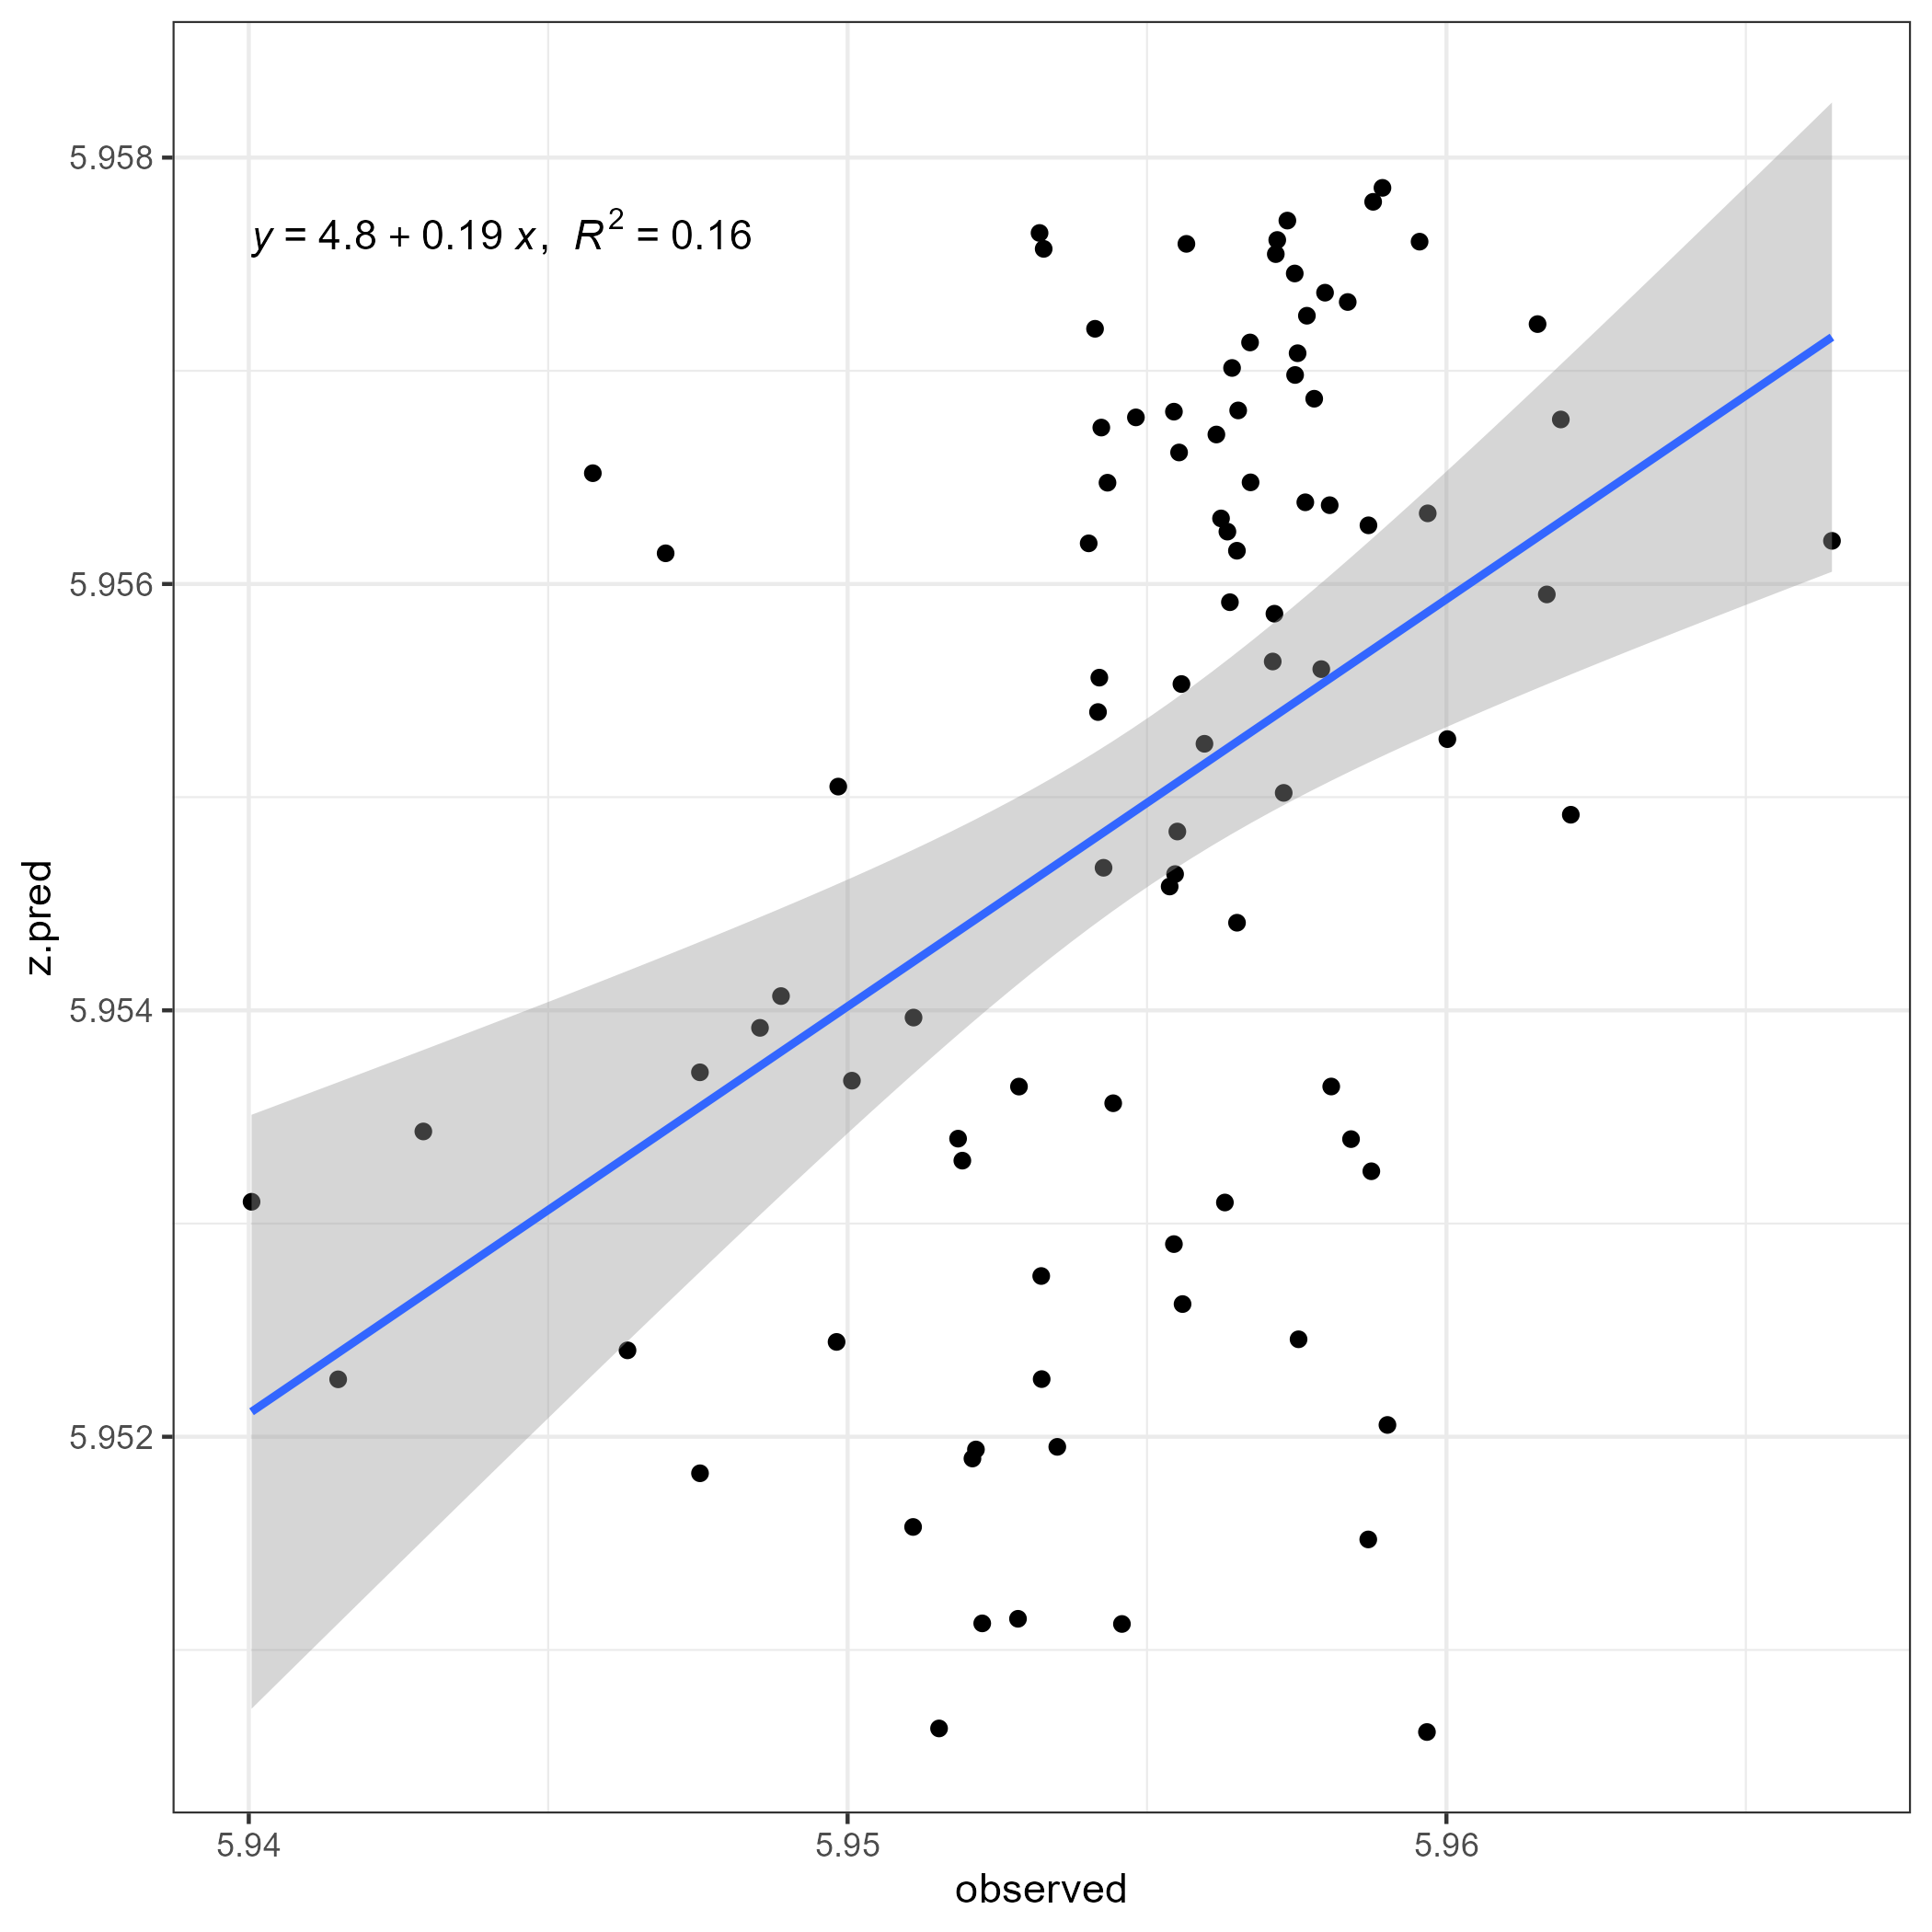 5.958
y = 4.8 + 0.19 x, R² = 0.16
5.956
z.pred
5.954
5.952
5.94 5.95 5.96
observed